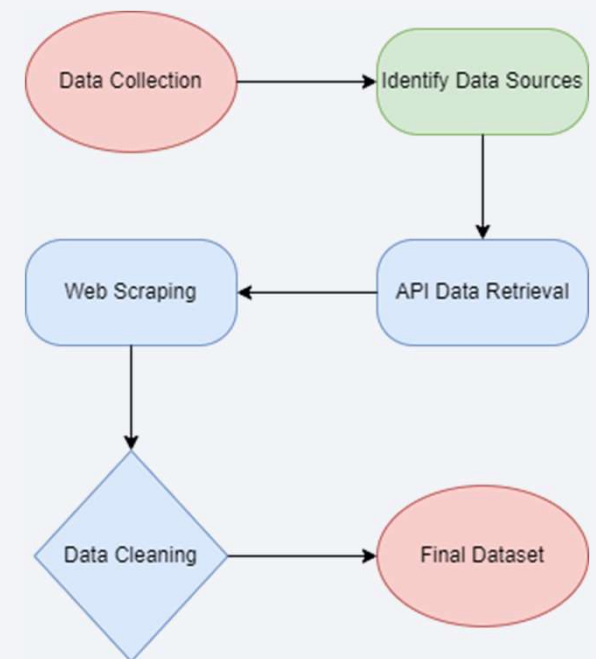 Data Collection
Identify Data Sources
Web Scraping
API Data Retrieval
Data Cleaning
Final Dataset